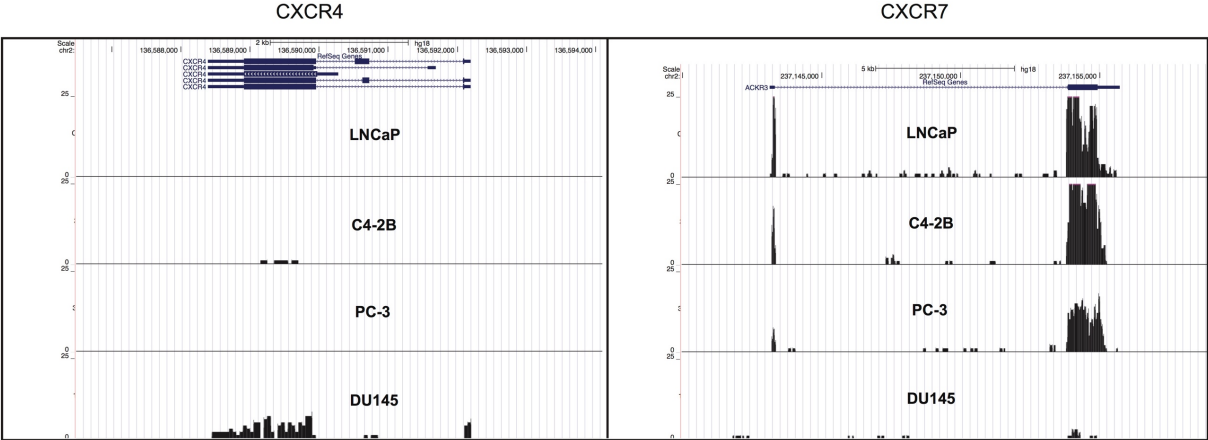 CXCR4
CXCR7
Scale
2 kb
hg18
chr2:
136,588,000
136,589,000
136,590,000
136,591,000
136,592,000
136,593,000
136,594,000
RefSeq Genes
CXCR4
CXCR4
CXCR4
CXCR4
CXCR4
25
LNCaP
0
25
C4-2B
0
25
PC-3
0
25
DU145
0
Scale
5 kb
hg18
chr2:
237,145,000
237,150,000
237,155,000
RefSeq Genes
ACKR3
25
LNCaP
0
25
C4-2B
0
25
PC-3
0
25
DU145
0